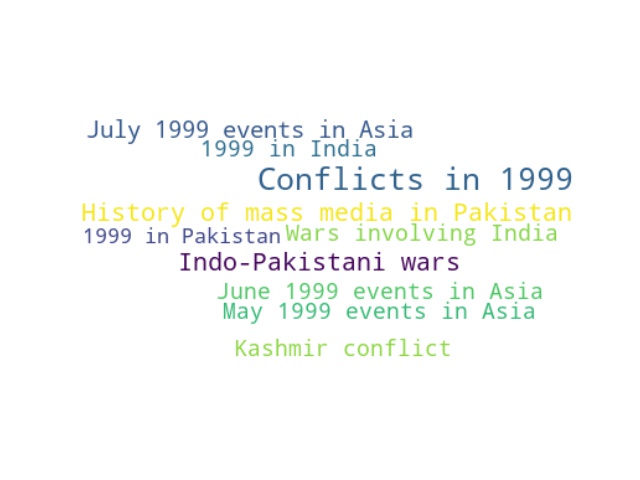 July 1999 events in Asia
1999 in India
Conflicts in 1999
History of mass media in Pakistan
1999 in Pakistan
Wars involving India
Indo-Pakistani wars
June 1999 events in Asia
May 1999 events in Asia
Kashmir conflict